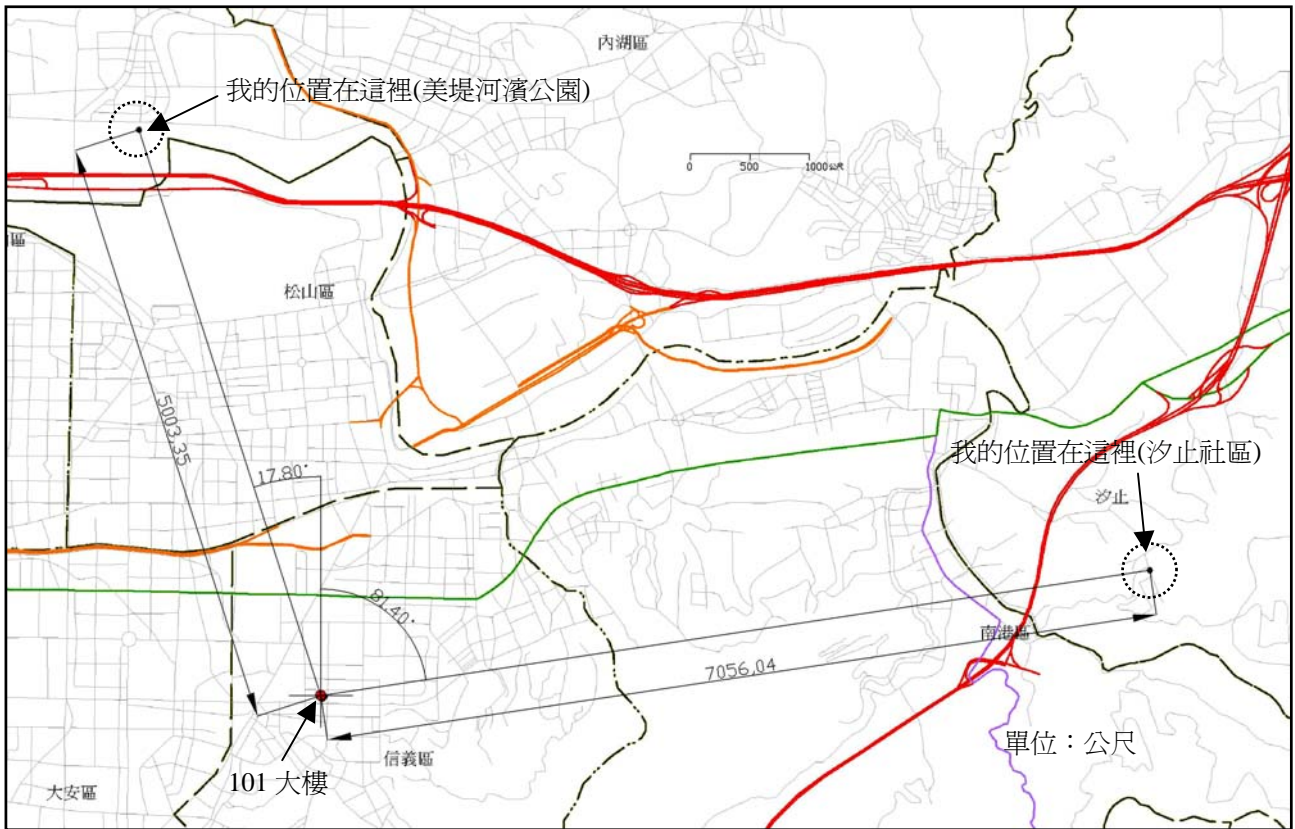 內湖區
我的位置在這裡(美堤河濱公園)
0 500 1000公尺
區
松山區
5003.35
17.80°
我的位置在這裡(汐止社區)
汐止
81.40°
南港區
7056.04
單位：公尺
信義區
101 大樓
大安區